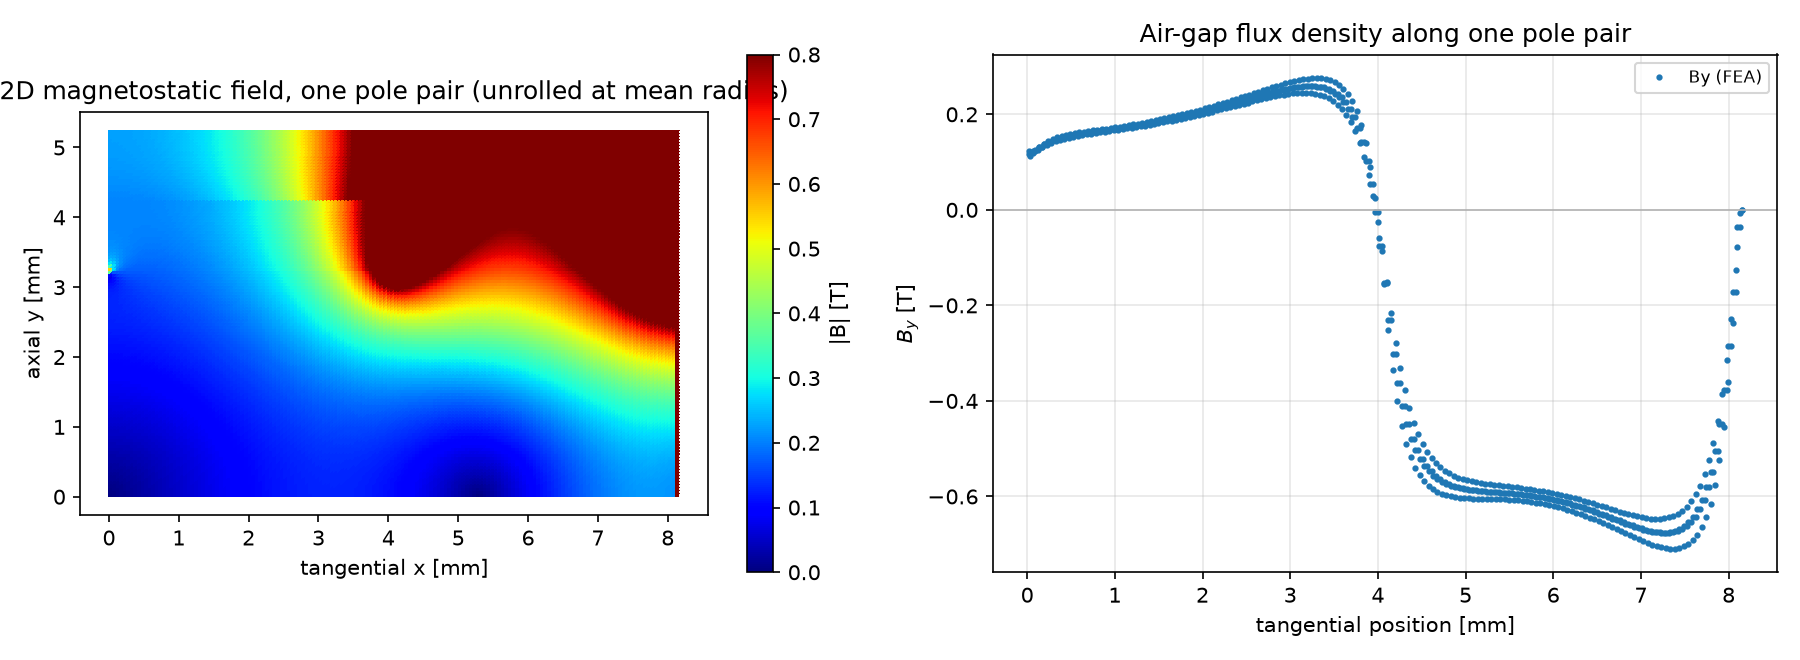 2D magnetostatic field, one pole pair (unrolled at mean radius)
5
4
3
2
1
0
axial y [mm]
0 1 2 3 4 5 6 7 8
tangential x [mm]
0.8
0.7
0.6
0.5
0.4
0.3
0.2
0.1
0.0
|B| [T]
Air-gap flux density along one pole pair
By (FEA)
0.2
0.0
−0.2
−0.4
−0.6
By [T]
0 1 2 3 4 5 6 7 8
tangential position [mm]